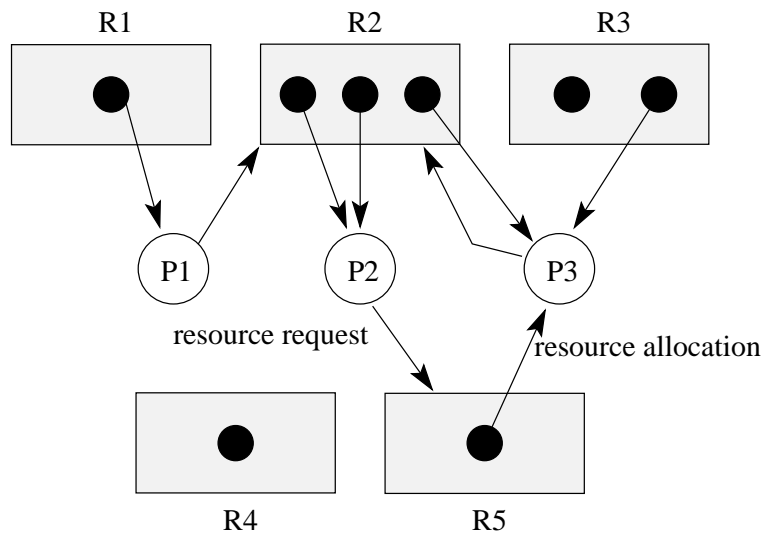 R1
R2
R3
P1
P2
P3
resource request
resource allocation
R4
R5